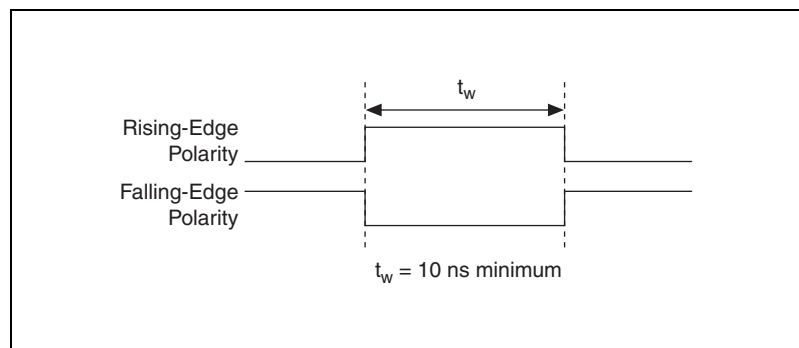 t_w
Rising-Edge
Polarity
Falling-Edge
Polarity
t_w = 10 ns minimum